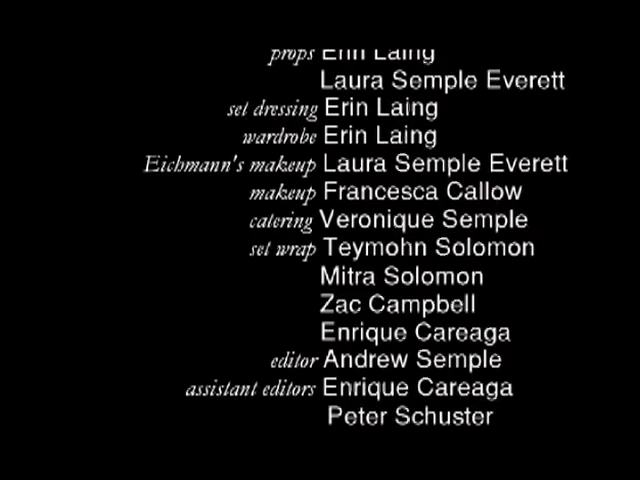 props Erin Laing
Laura Semple Everett
set dressing Erin Laing
wardrobe Erin Laing
Eichmann's makeup Laura Semple Everett
makeup Francesca Callow
catering Veronique Semple
set wrap Teymohn Solomon
Mitra Solomon
Zac Campbell
Enrique Careaga
editor Andrew Semple
assistant editors Enrique Careaga
Peter Schuster